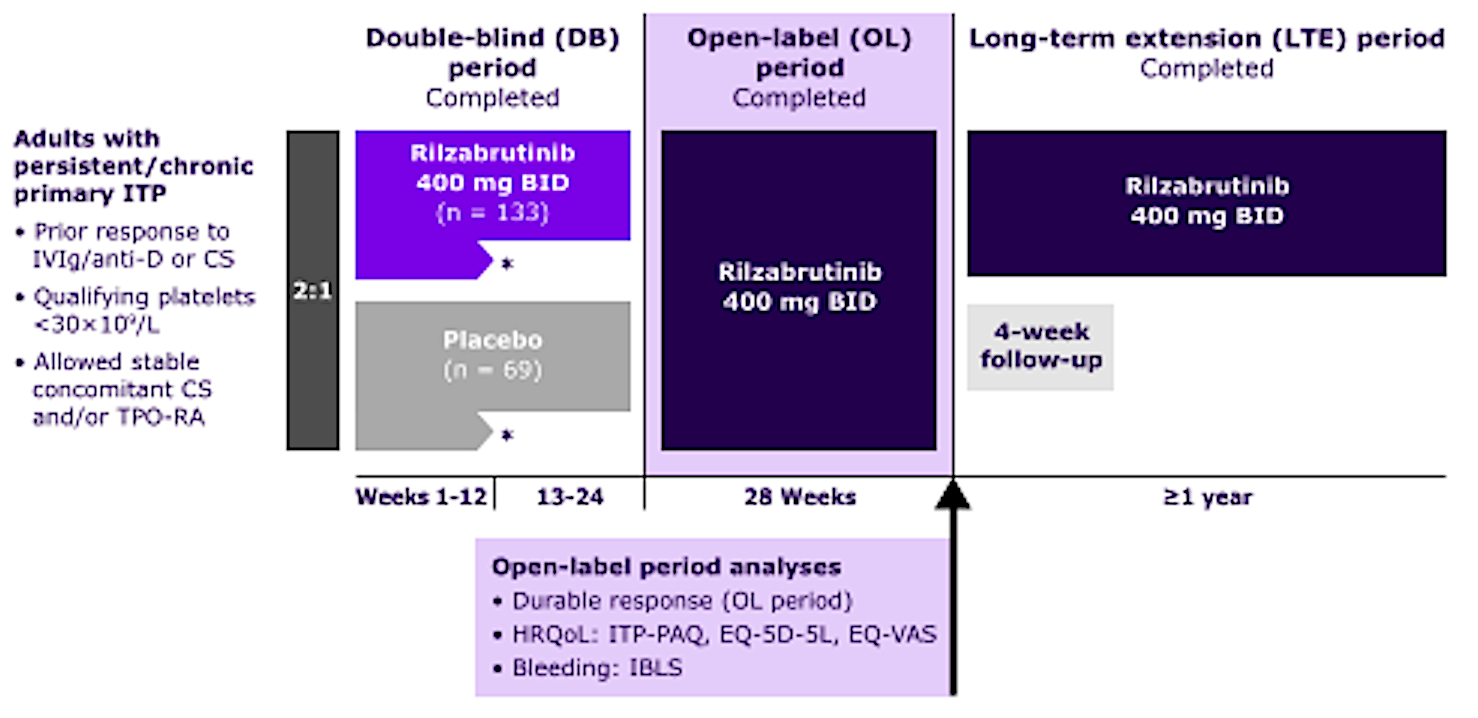 Double-blind (DB)
period
Completed
Open-label (OL)
period
Completed
Long-term extension (LTE) period
Completed
Adults with
persistent/chronic
primary ITP
• Prior response to
IVIg/anti-D or CS
• Qualifying platelets
<30×10⁹/L
• Allowed stable
concomitant CS
and/or TPO-RA
2:1
Rilzabrutinib
400 mg BID
(n = 133)
*
Placebo
(n = 69)
*
Rilzabrutinib
400 mg BID
Rilzabrutinib
400 mg BID
4-week
follow-up
Weeks 1-12
13-24
28 Weeks
≥1 year
Open-label period analyses
• Durable response (OL period)
• HRQoL: ITP-PAQ, EQ-5D-5L, EQ-VAS
• Bleeding: IBLS